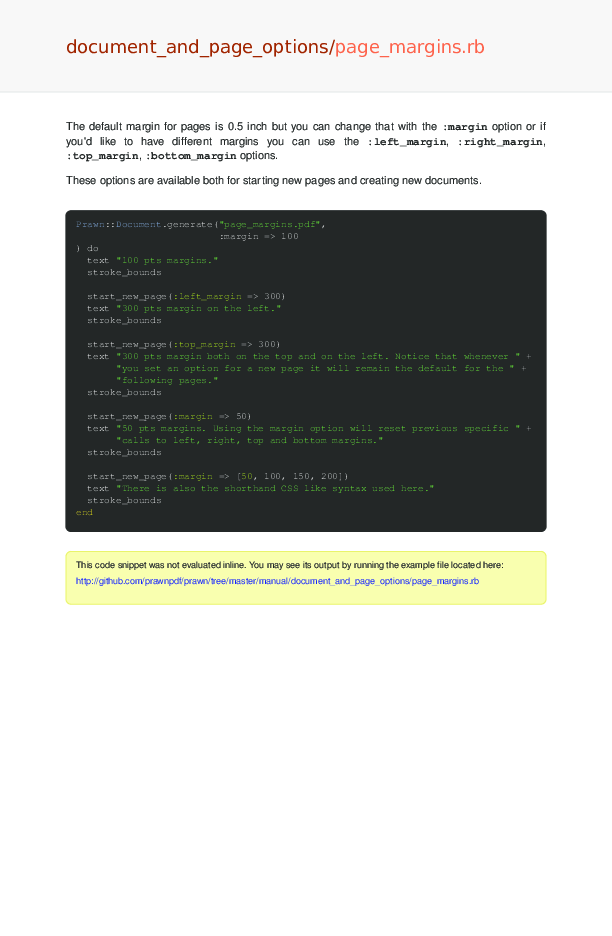 document_and_page_options/page_margins.rb
The default margin for pages is 0.5 inch but you can change that with the :margin option or if
you'd like to have different margins you can use the :left_margin, :right_margin,
:top_margin, :bottom_margin options.
These options are available both for starting new pages and creating new documents.
Prawn::Document.generate("page_margins.pdf",
                         :margin => 100
) do
  text "100 pts margins."
  stroke_bounds

  start_new_page(:left_margin => 300)
  text "300 pts margin on the left."
  stroke_bounds

  start_new_page(:top_margin => 300)
  text "300 pts margin both on the top and on the left. Notice that whenever " +
       "you set an option for a new page it will remain the default for the " +
       "following pages."
  stroke_bounds

  start_new_page(:margin => 50)
  text "50 pts margins. Using the margin option will reset previous specific " +
       "calls to left, right, top and bottom margins."
  stroke_bounds

  start_new_page(:margin => [50, 100, 150, 200])
  text "There is also the shorthand CSS like syntax used here."
  stroke_bounds
end
This code snippet was not evaluated inline. You may see its output by running the example file located here:
http://github.com/prawnpdf/prawn/tree/master/manual/document_and_page_options/page_margins.rb